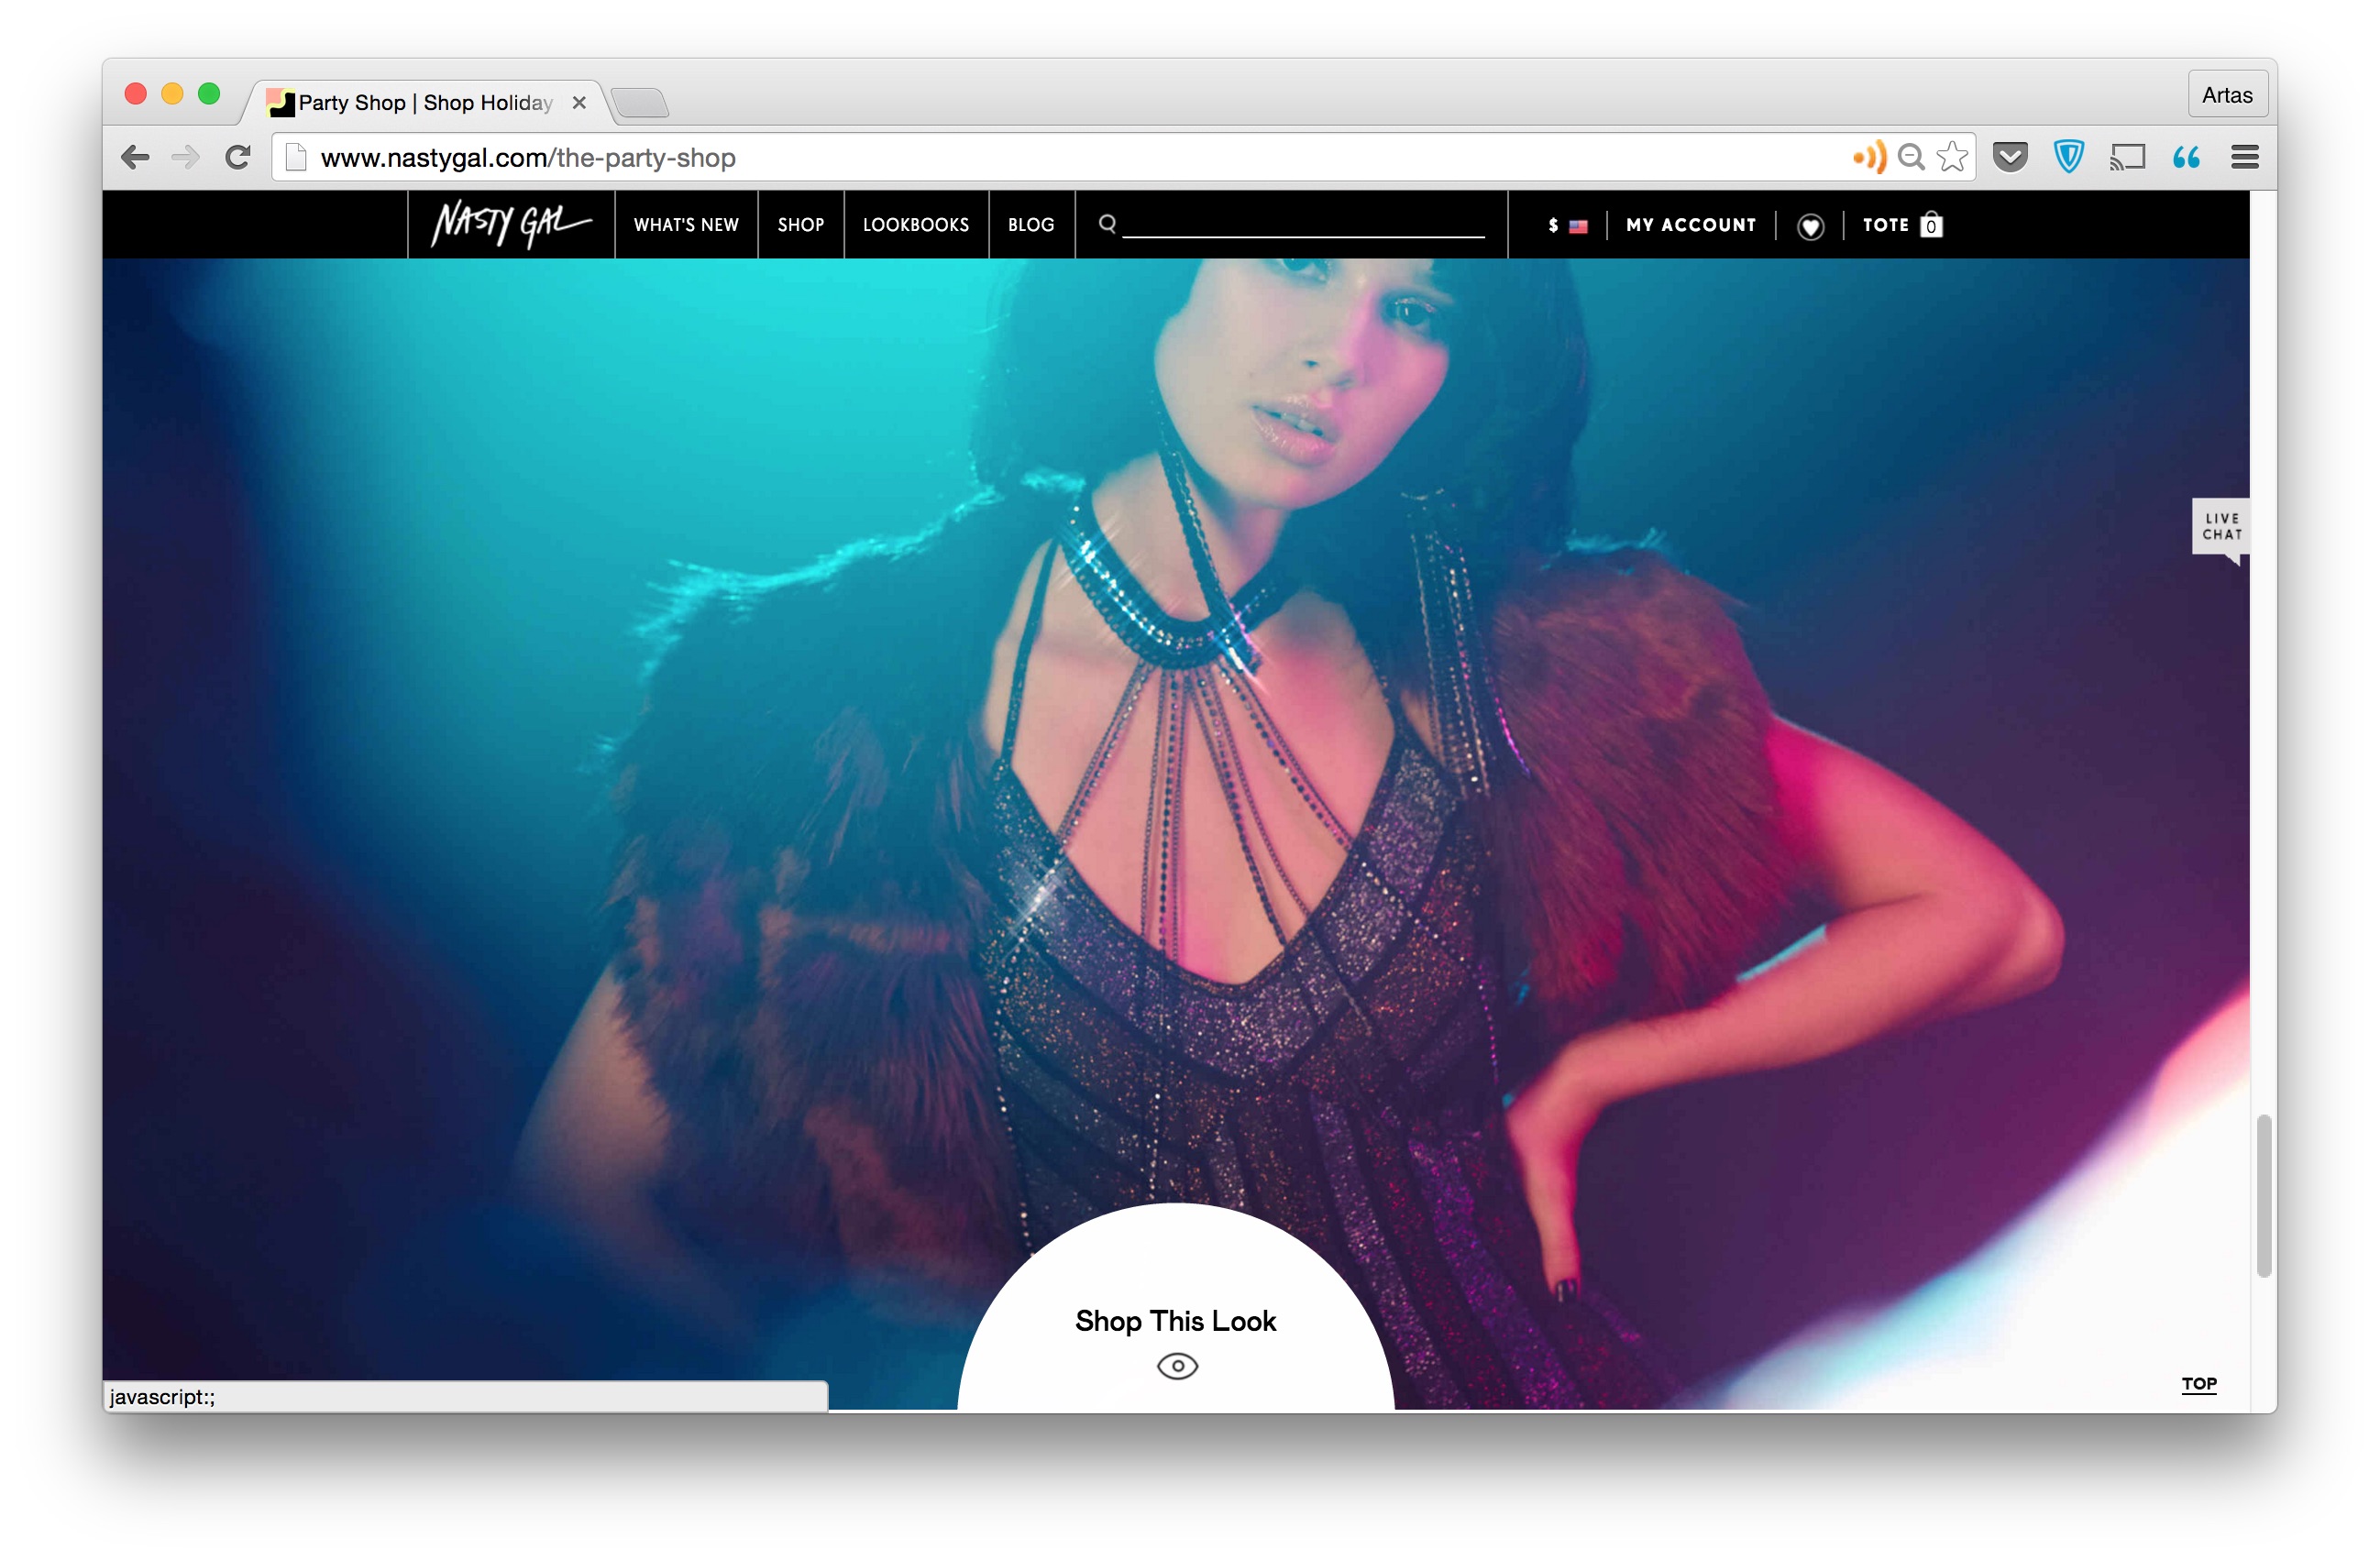 Party Shop | Shop Holiday
Artas
www.nastygal.com/the-party-shop
NASTY GAL
WHAT'S NEW
SHOP
LOOKBOOKS
BLOG
$
MY ACCOUNT
TOTE 0
LIVE
CHAT
Shop This Look
TOP
javascript:;